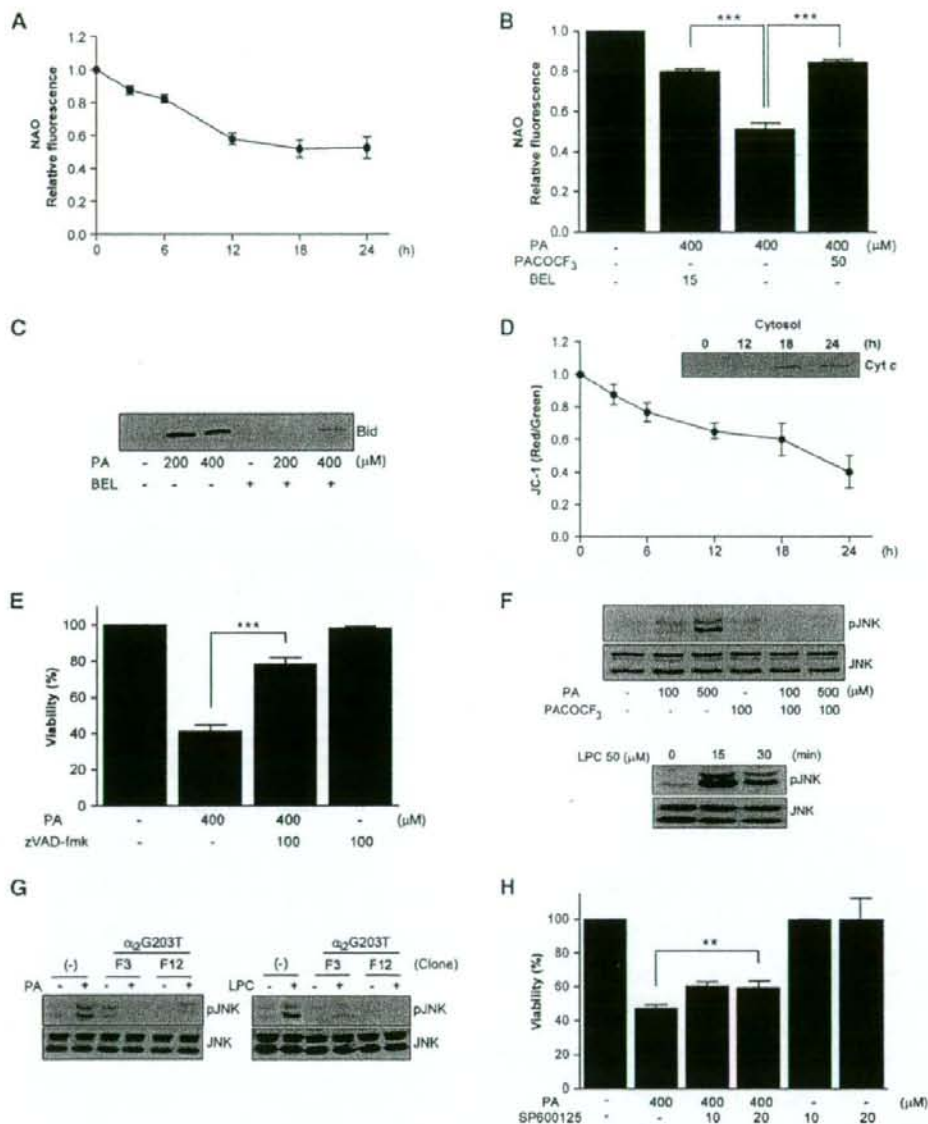 A
NAO
Relative fluorescence
1.2
1.0
0.8
0.6
0.4
0.2
0.0
0 6 12 18 24 (h)
B
*** ***
NAO
Relative fluorescence
1.0
0.8
0.6
0.4
0.2
0.0
PA - 400 400 400 (μM)
PACOCF3 - - - 50
BEL - 15 - -
C
Bid
PA - 200 400 - 200 400 (μM)
BEL - - - + + +
D
Cytosol
0 12 18 24 (h)
Cyt c
JC-1 (Red/Green)
1.2
1.0
0.8
0.6
0.4
0.2
0.0
0 6 12 18 24 (h)
E
***
Viability (%)
100
80
60
40
20
0
PA - 400 400 - (μM)
zVAD-fmk - - 100 100
F
pJNK
JNK
PA - 100 500 - 100 500 (μM)
PACOCF3 - - - 100 100 100
LPC 50 (μM) 0 15 30 (min)
pJNK
JNK
G
αi2G203T αi2G203T
(-) F3 F12 (-) F3 F12 (Clone)
PA - + - + - + LPC - + - + - +
pJNK pJNK
JNK JNK
H
**
Viability (%)
100
80
60
40
20
0
PA - 400 400 400 - - (μM)
SP600125 - - 10 20 10 20